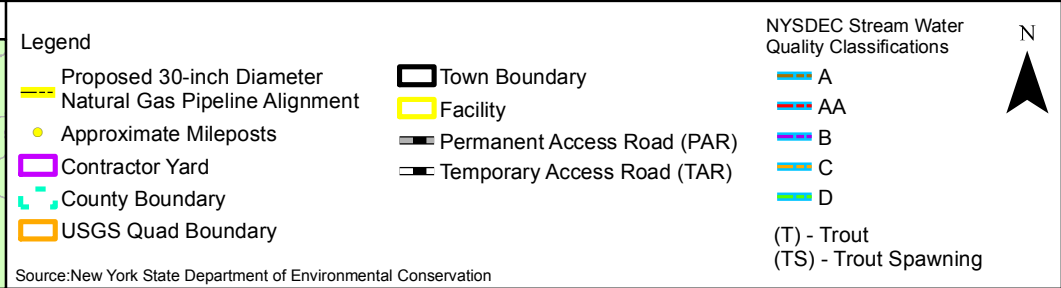 Legend
Proposed 30-inch Diameter
Natural Gas Pipeline Alignment
Approximate Mileposts
Contractor Yard
County Boundary
USGS Quad Boundary
Town Boundary
Facility
Permanent Access Road (PAR)
Temporary Access Road (TAR)
NYSDEC Stream Water
Quality Classifications
A
AA
B
C
D
(T) - Trout
(TS) - Trout Spawning
N
Source:New York State Department of Environmental Conservation